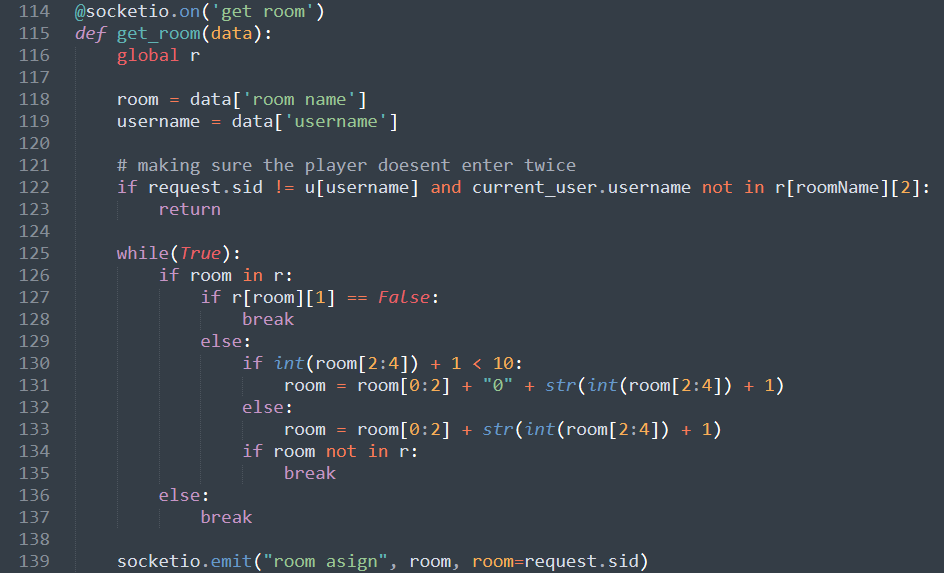 114 @socketio.on('get room')
115 def get_room(data):
116     global r
117
118     room = data['room name']
119     username = data['username']
120
121     # making sure the player doesent enter twice
122     if request.sid != u[username] and current_user.username not in r[roomName][2]:
123         return
124
125     while(True):
126         if room in r:
127             if r[room][1] == False:
128                 break
129             else:
130                 if int(room[2:4]) + 1 < 10:
131                     room = room[0:2] + "0" + str(int(room[2:4]) + 1)
132                 else:
133                     room = room[0:2] + str(int(room[2:4]) + 1)
134                 if room not in r:
135                     break
136         else:
137             break
138
139     socketio.emit("room asign", room, room=request.sid)